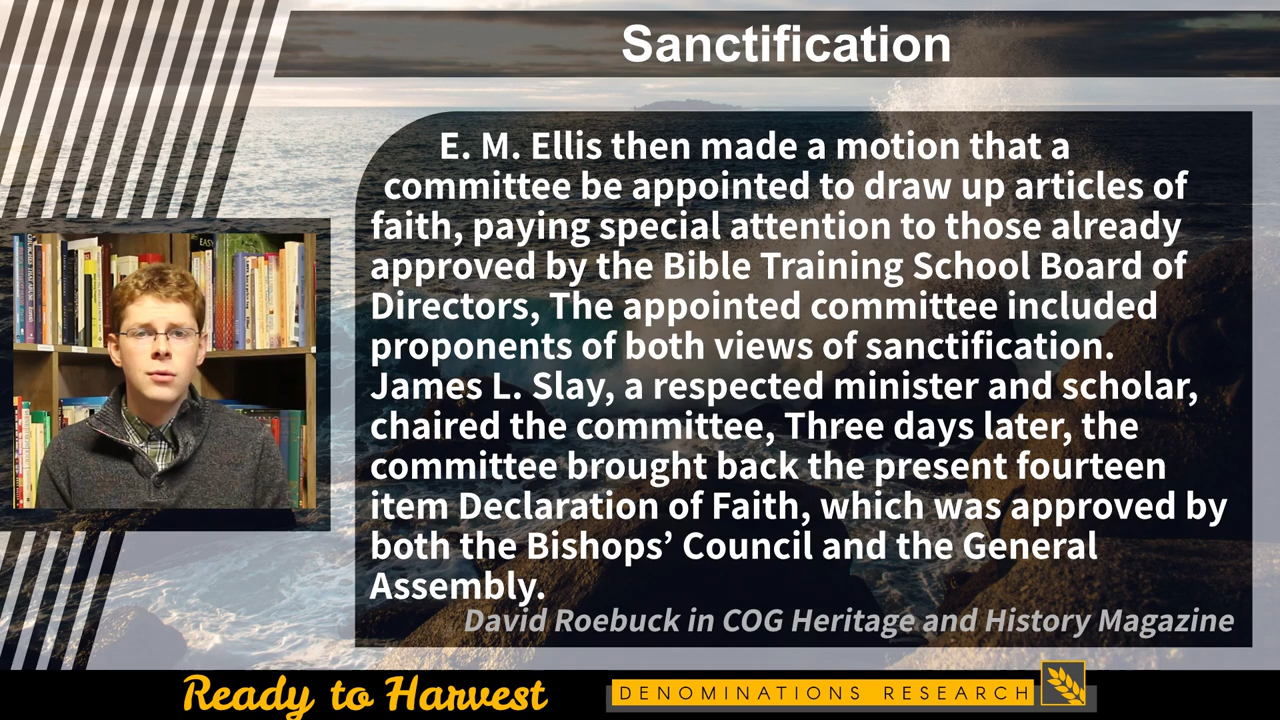 Sanctification
E. M. Ellis then made a motion that a
committee be appointed to draw up articles of
faith, paying special attention to those already
approved by the Bible Training School Board of
Directors, The appointed committee included
proponents of both views of sanctification.
James L. Slay, a respected minister and scholar,
chaired the committee, Three days later, the
committee brought back the present fourteen
item Declaration of Faith, which was approved by
both the Bishops’ Council and the General
Assembly.
David Roebuck in COG Heritage and History Magazine
Ready to Harvest
DENOMINATIONS RESEARCH